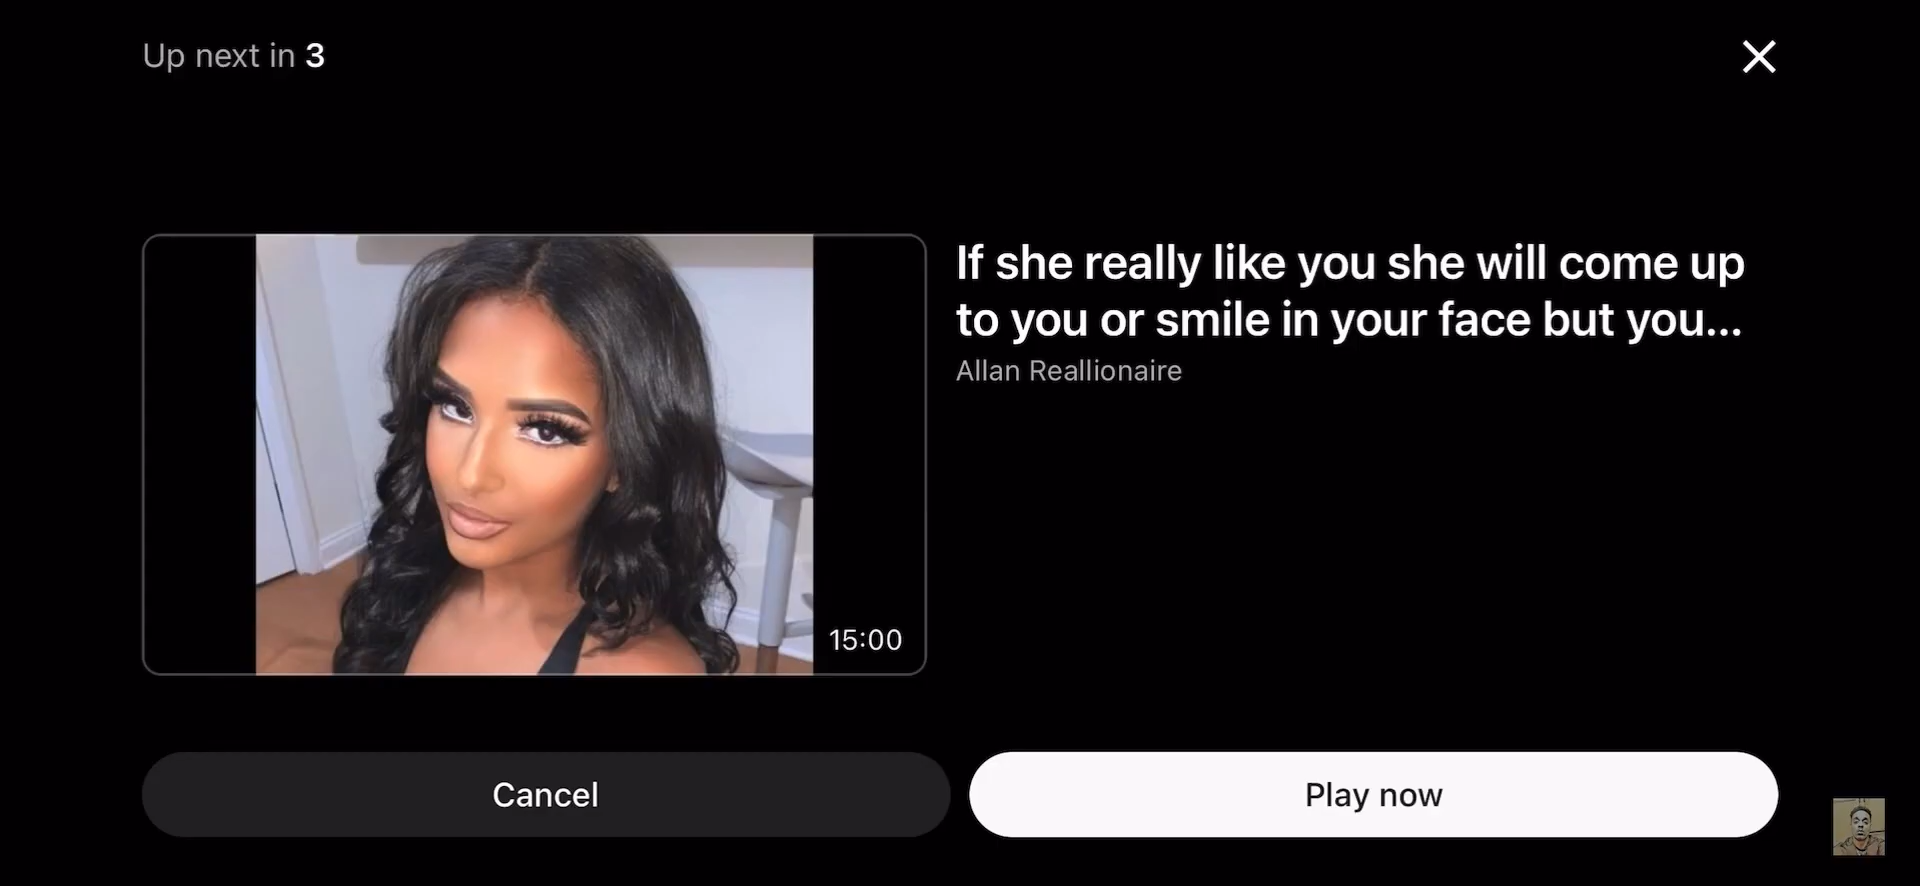 Up next in 3
If she really like you she will come up
to you or smile in your face but you...
Allan Reallionaire
15:00
Cancel
Play now